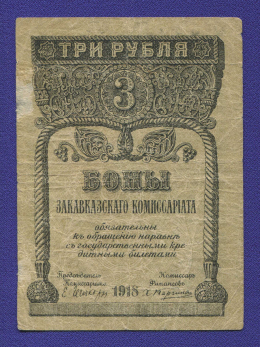 ТРИ РУБЛЯ
3
БОНЫ
ЗАКАВКАЗСКАГО КОМИССАРІАТА
обязательны
къ обращенію наравнѣ
съ государственными кре
дитными билетами
Предсѣдатель Комиссаръ
Комиссаріата Финансовъ
1918